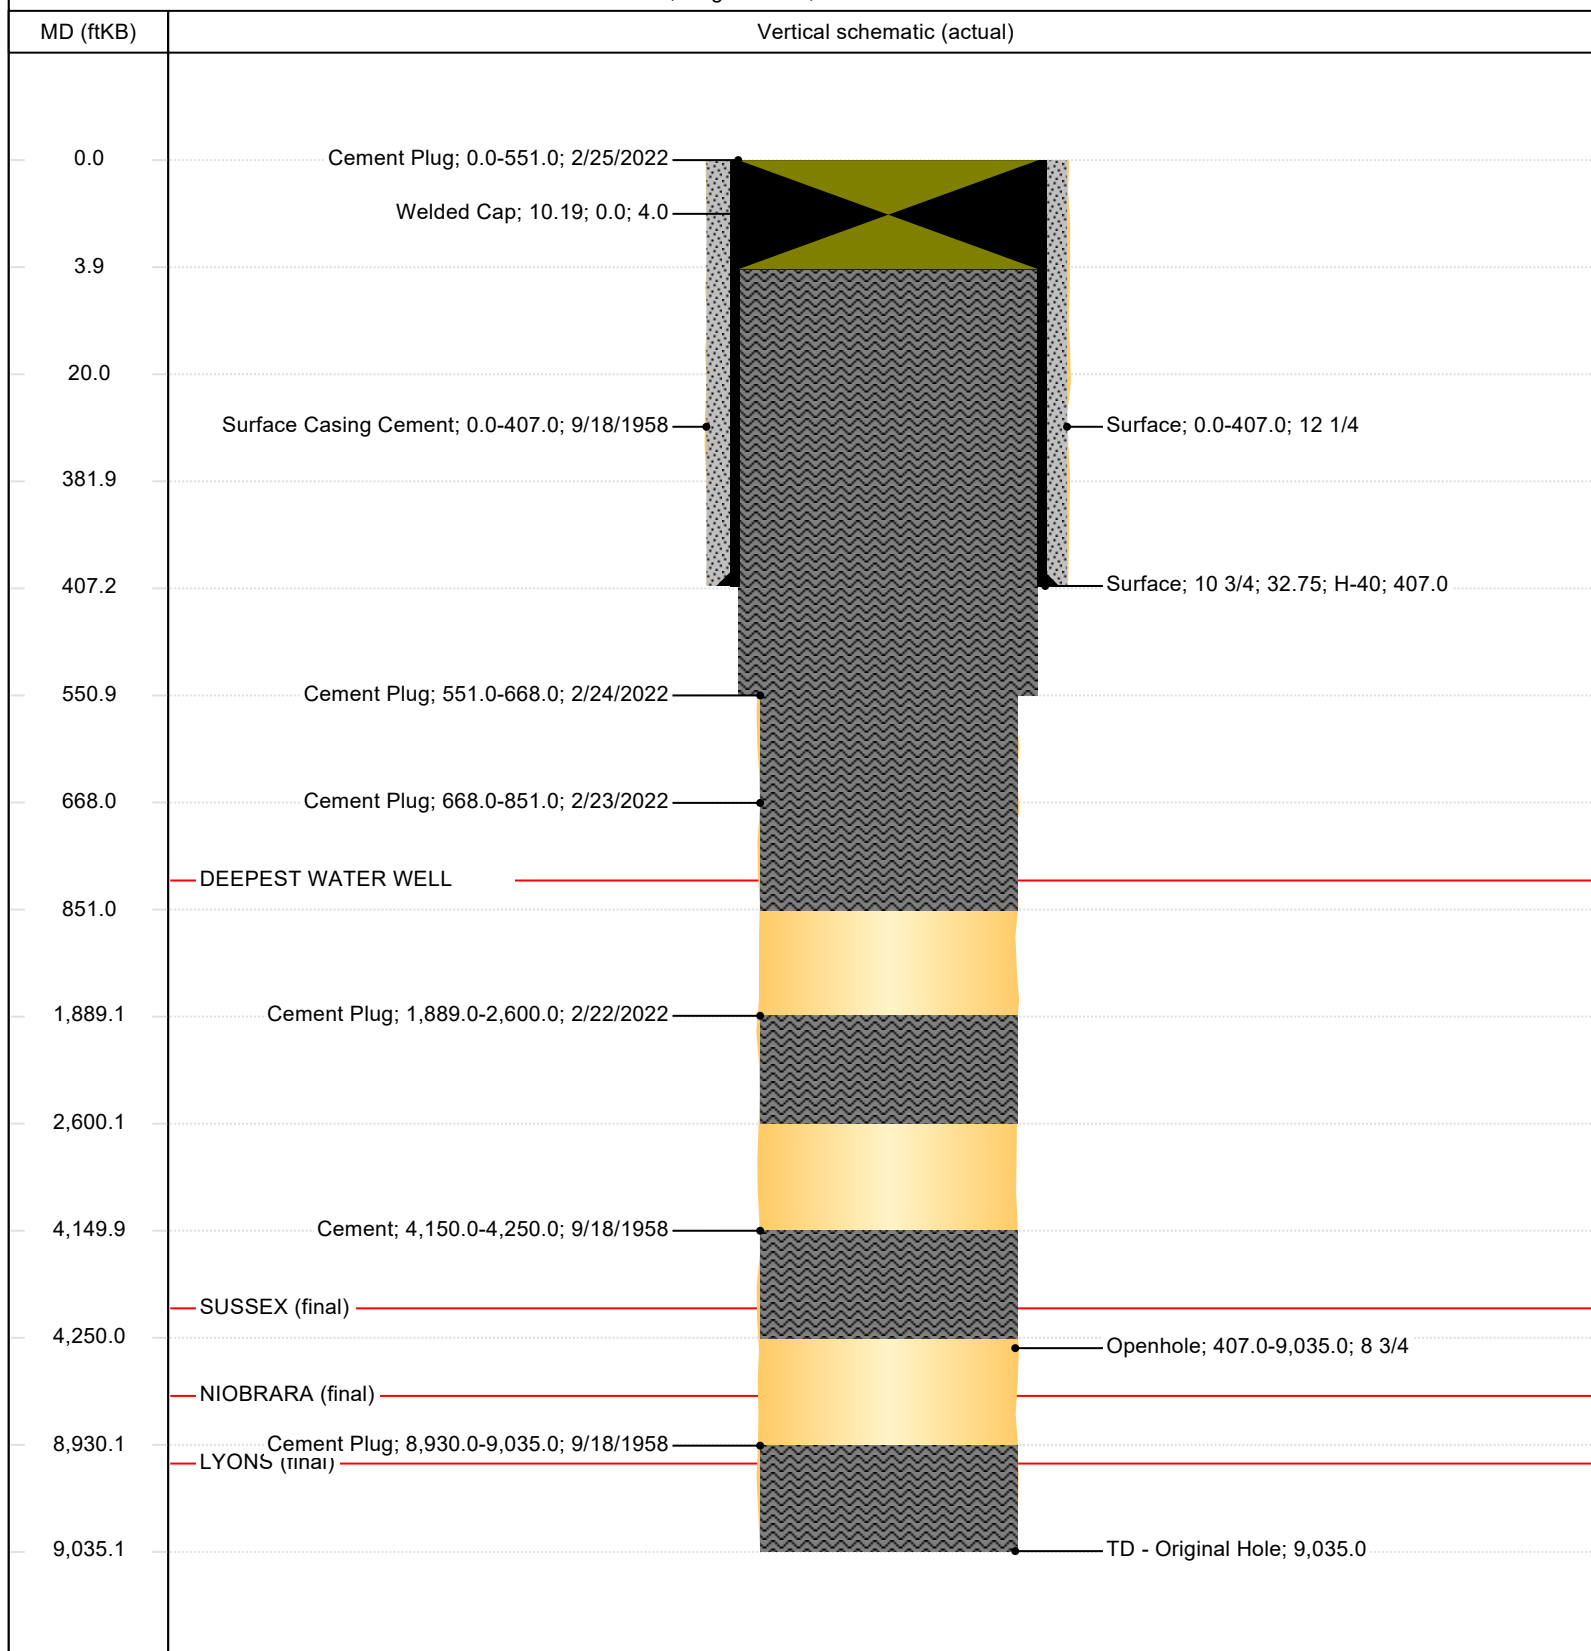 MD (ftKB)
Vertical schematic (actual)
0.0
Cement Plug; 0.0-551.0; 2/25/2022
Welded Cap; 10.19; 0.0; 4.0
3.9
20.0
Surface Casing Cement; 0.0-407.0; 9/18/1958
Surface; 0.0-407.0; 12 1/4
381.9
407.2
Surface; 10 3/4; 32.75; H-40; 407.0
550.9
Cement Plug; 551.0-668.0; 2/24/2022
668.0
Cement Plug; 668.0-851.0; 2/23/2022
DEEPEST WATER WELL
851.0
1,889.1
Cement Plug; 1,889.0-2,600.0; 2/22/2022
2,600.1
4,149.9
Cement; 4,150.0-4,250.0; 9/18/1958
SUSSEX (final)
4,250.0
Openhole; 407.0-9,035.0; 8 3/4
NIOBRARA (final)
8,930.1
Cement Plug; 8,930.0-9,035.0; 9/18/1958
LYONS (final)
9,035.1
TD - Original Hole; 9,035.0